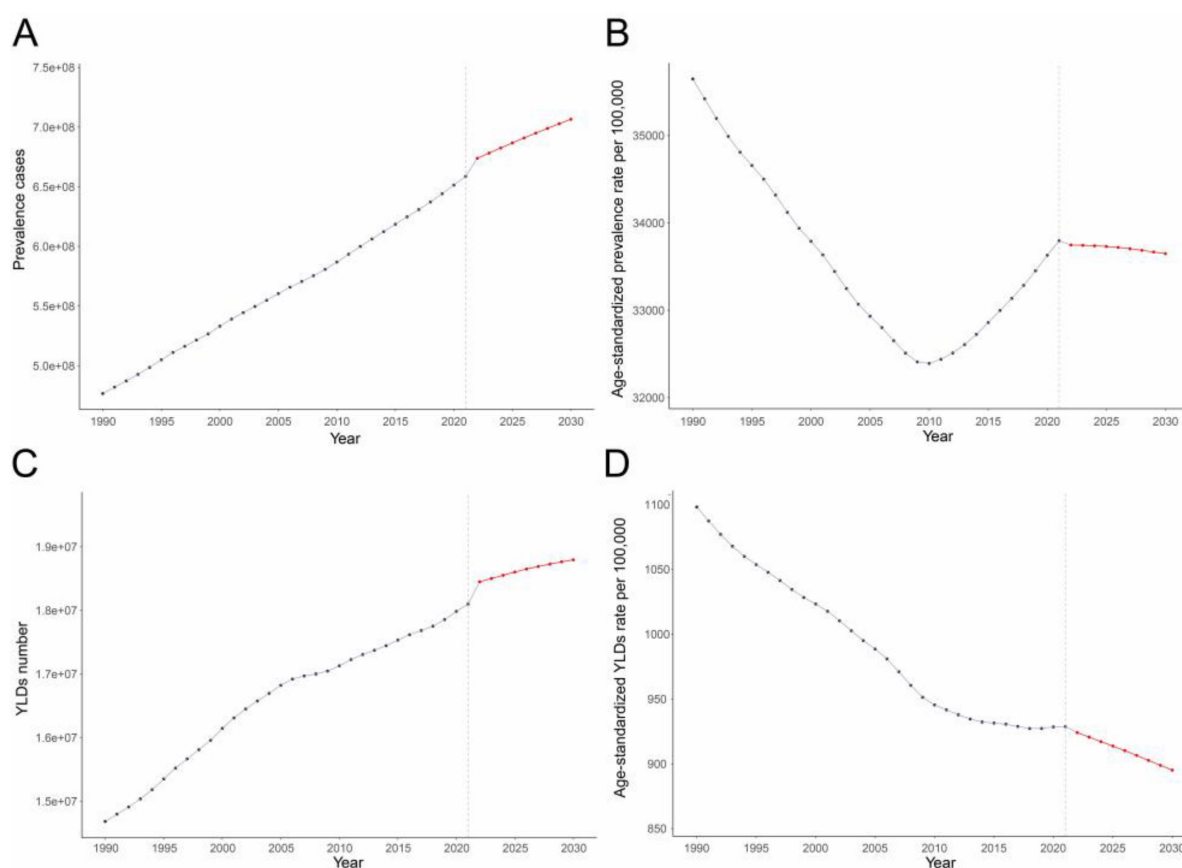 A
Prevalence cases
7.5e+08
7.0e+08
6.5e+08
6.0e+08
5.5e+08
5.0e+08
1990 1995 2000 2005 2010 2015 2020 2025 2030
Year
B
Age-standardized prevalence rate per 100,000
35000
34000
33000
32000
1990 1995 2000 2005 2010 2015 2020 2025 2030
Year
C
YLDs number
1.9e+07
1.8e+07
1.7e+07
1.6e+07
1.5e+07
1990 1995 2000 2005 2010 2015 2020 2025 2030
Year
D
Age-standardized YLDs rate per 100,000
1100
1050
1000
950
900
850
1990 1995 2000 2005 2010 2015 2020 2025 2030
Year